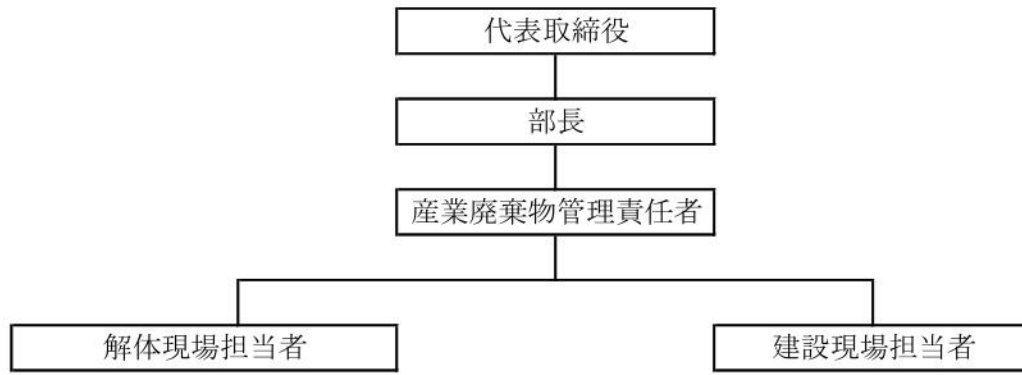 代表取締役
部長
産業廃棄物管理責任者
解体現場担当者
建設現場担当者